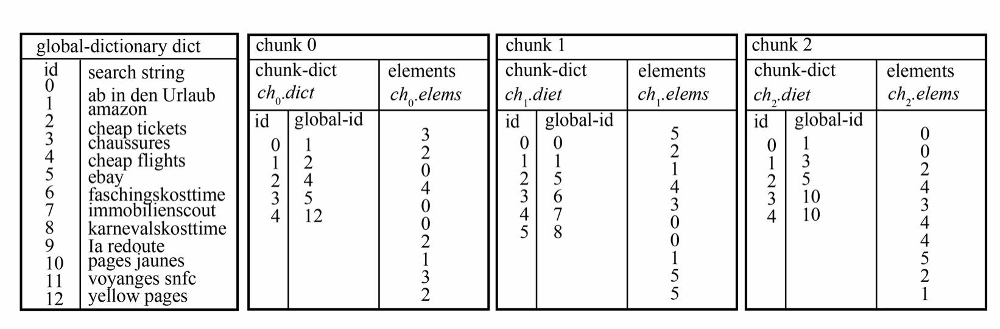 global-dictionary dict
id search string
0 ab in den Urlaub
1 amazon
2 cheap tickets
3 chaussures
4 cheap flights
5 ebay
6 faschingskosttime
7 immobilienscout
8 karnevalskosttime
9 Ia redoute
10 pages jaunes
11 voyanges snfc
12 yellow pages
chunk 0
chunk-dict elements
ch0.dict ch0.elems
id global-id
0 1
1 2
2 4
3 5
4 12
3
2
0
4
0
0
2
1
3
2
chunk 1
chunk-dict elements
ch1.diet ch1.elems
id global-id
0 0
1 1
2 5
3 6
4 7
5 8
5
2
1
4
3
0
0
1
5
5
chunk 2
chunk-dict elements
ch2.diet ch2.elems
id global-id
0 1
1 3
2 5
3 10
4 10
0
0
2
4
3
4
4
5
2
1